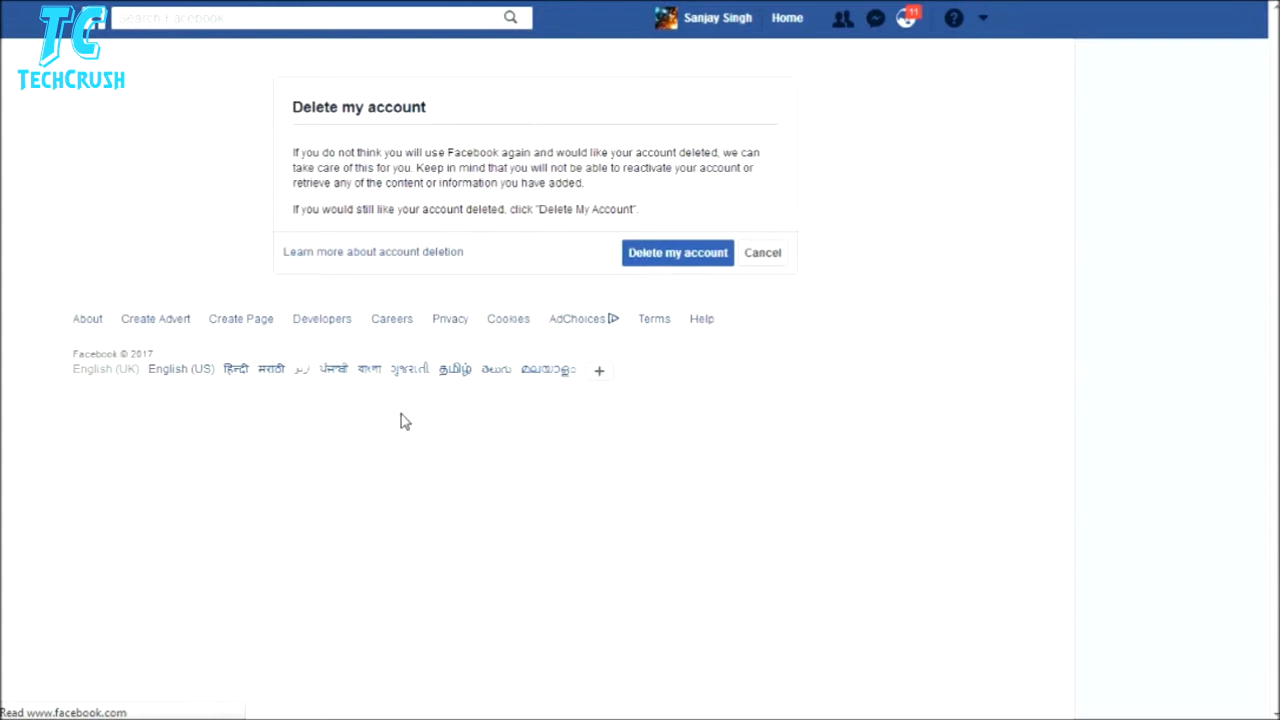 TC
TECHCRUSH
Search Facebook
Sanjay Singh
Home
11
Delete my account
If you do not think you will use Facebook again and would like your account deleted, we can
take care of this for you. Keep in mind that you will not be able to reactivate your account or
retrieve any of the content or information you have added.
If you would still like your account deleted, click "Delete My Account".
Learn more about account deletion
Delete my account
Cancel
About Create Advert Create Page Developers Careers Privacy Cookies AdChoices Terms Help
Facebook © 2017
English (UK) English (US) हिन्दी मराठी اردو ਪੰਜਾਬੀ বাংলা ગુજરાતી தமிழ் తెలుగు മലയാളം +
Read www.facebook.com